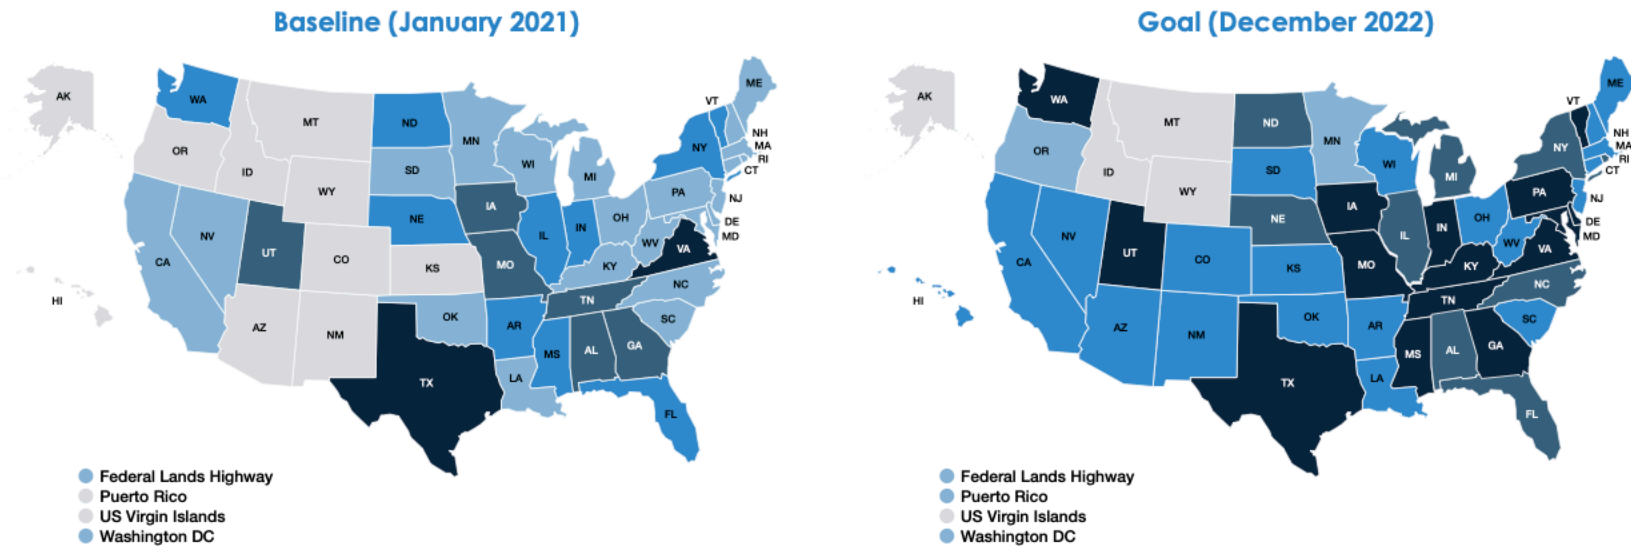 Baseline (January 2021)
AK
WA
MT
ND
MN
VT
ME
NH
MA
RI
CT
OR
ID
WY
SD
WI
MI
NY
NE
IA
PA
NJ
DE
MD
NV
UT
CO
KS
MO
IL
IN
OH
WV
VA
KY
CA
HI
AZ
NM
OK
AR
TN
NC
SC
MS
AL
GA
TX
LA
FL
Federal Lands Highway
Puerto Rico
US Virgin Islands
Washington DC
Goal (December 2022)
AK
WA
MT
ND
MN
VT
ME
NH
MA
RI
CT
OR
ID
WY
SD
WI
MI
NY
NE
IA
PA
NJ
DE
MD
NV
UT
CO
KS
MO
IL
IN
OH
WV
VA
KY
CA
HI
AZ
NM
OK
AR
TN
NC
SC
MS
AL
GA
TX
LA
FL
Federal Lands Highway
Puerto Rico
US Virgin Islands
Washington DC